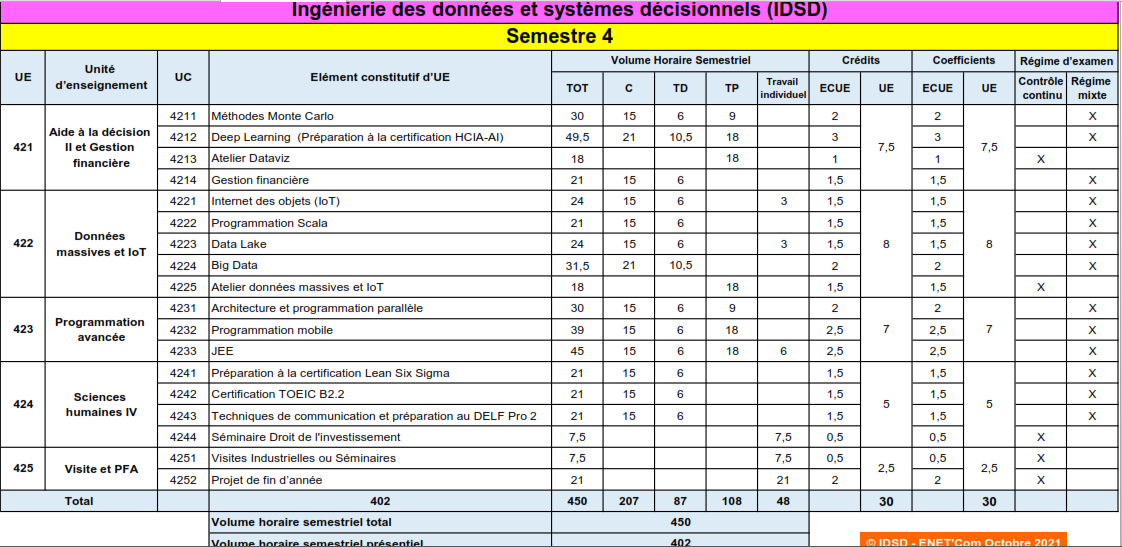 Ingénierie des données et systèmes décisionnels (IDSD)
Semestre 4
UE Unité d'enseignement UC Elément constitutif d'UE Volume Horaire Semestriel Crédits Coefficients Régime d'examen
TOT C TD TP Travail individuel ECUE UE ECUE UE Contrôle continu Régime mixte
421 Aide à la décision II et Gestion financière 7,5 7,5
4211 Méthodes Monte Carlo 30 15 6 9 2 2 X
4212 Deep Learning (Préparation à la certification HCIA-AI) 49,5 21 10,5 18 3 3 X
4213 Atelier Dataviz 18 18 1 1 X
4214 Gestion financière 21 15 6 1,5 1,5 X
422 Données massives et IoT 8 8
4221 Internet des objets (IoT) 24 15 6 3 1,5 1,5 X
4222 Programmation Scala 21 15 6 1,5 1,5 X
4223 Data Lake 24 15 6 3 1,5 1,5 X
4224 Big Data 31,5 21 10,5 2 2 X
4225 Atelier données massives et IoT 18 18 1,5 1,5 X
423 Programmation avancée 7 7
4231 Architecture et programmation parallèle 30 15 6 9 2 2 X
4232 Programmation mobile 39 15 6 18 2,5 2,5 X
4233 JEE 45 15 6 18 6 2,5 2,5 X
424 Sciences humaines IV 5 5
4241 Préparation à la certification Lean Six Sigma 21 15 6 1,5 1,5 X
4242 Certification TOEIC B2.2 21 15 6 1,5 1,5 X
4243 Techniques de communication et préparation au DELF Pro 2 21 15 6 1,5 1,5 X
4244 Séminaire Droit de l'investissement 7,5 7,5 0,5 0,5 X
425 Visite et PFA 2,5 2,5
4251 Visites Industrielles ou Séminaires 7,5 7,5 0,5 0,5 X
4252 Projet de fin d'année 21 21 2 2 X
Total 402 450 207 87 108 48 30 30
Volume horaire semestriel total 450
Volume horaire semestriel présentiel 402
© IDSD - ENET'Com Octobre 2021